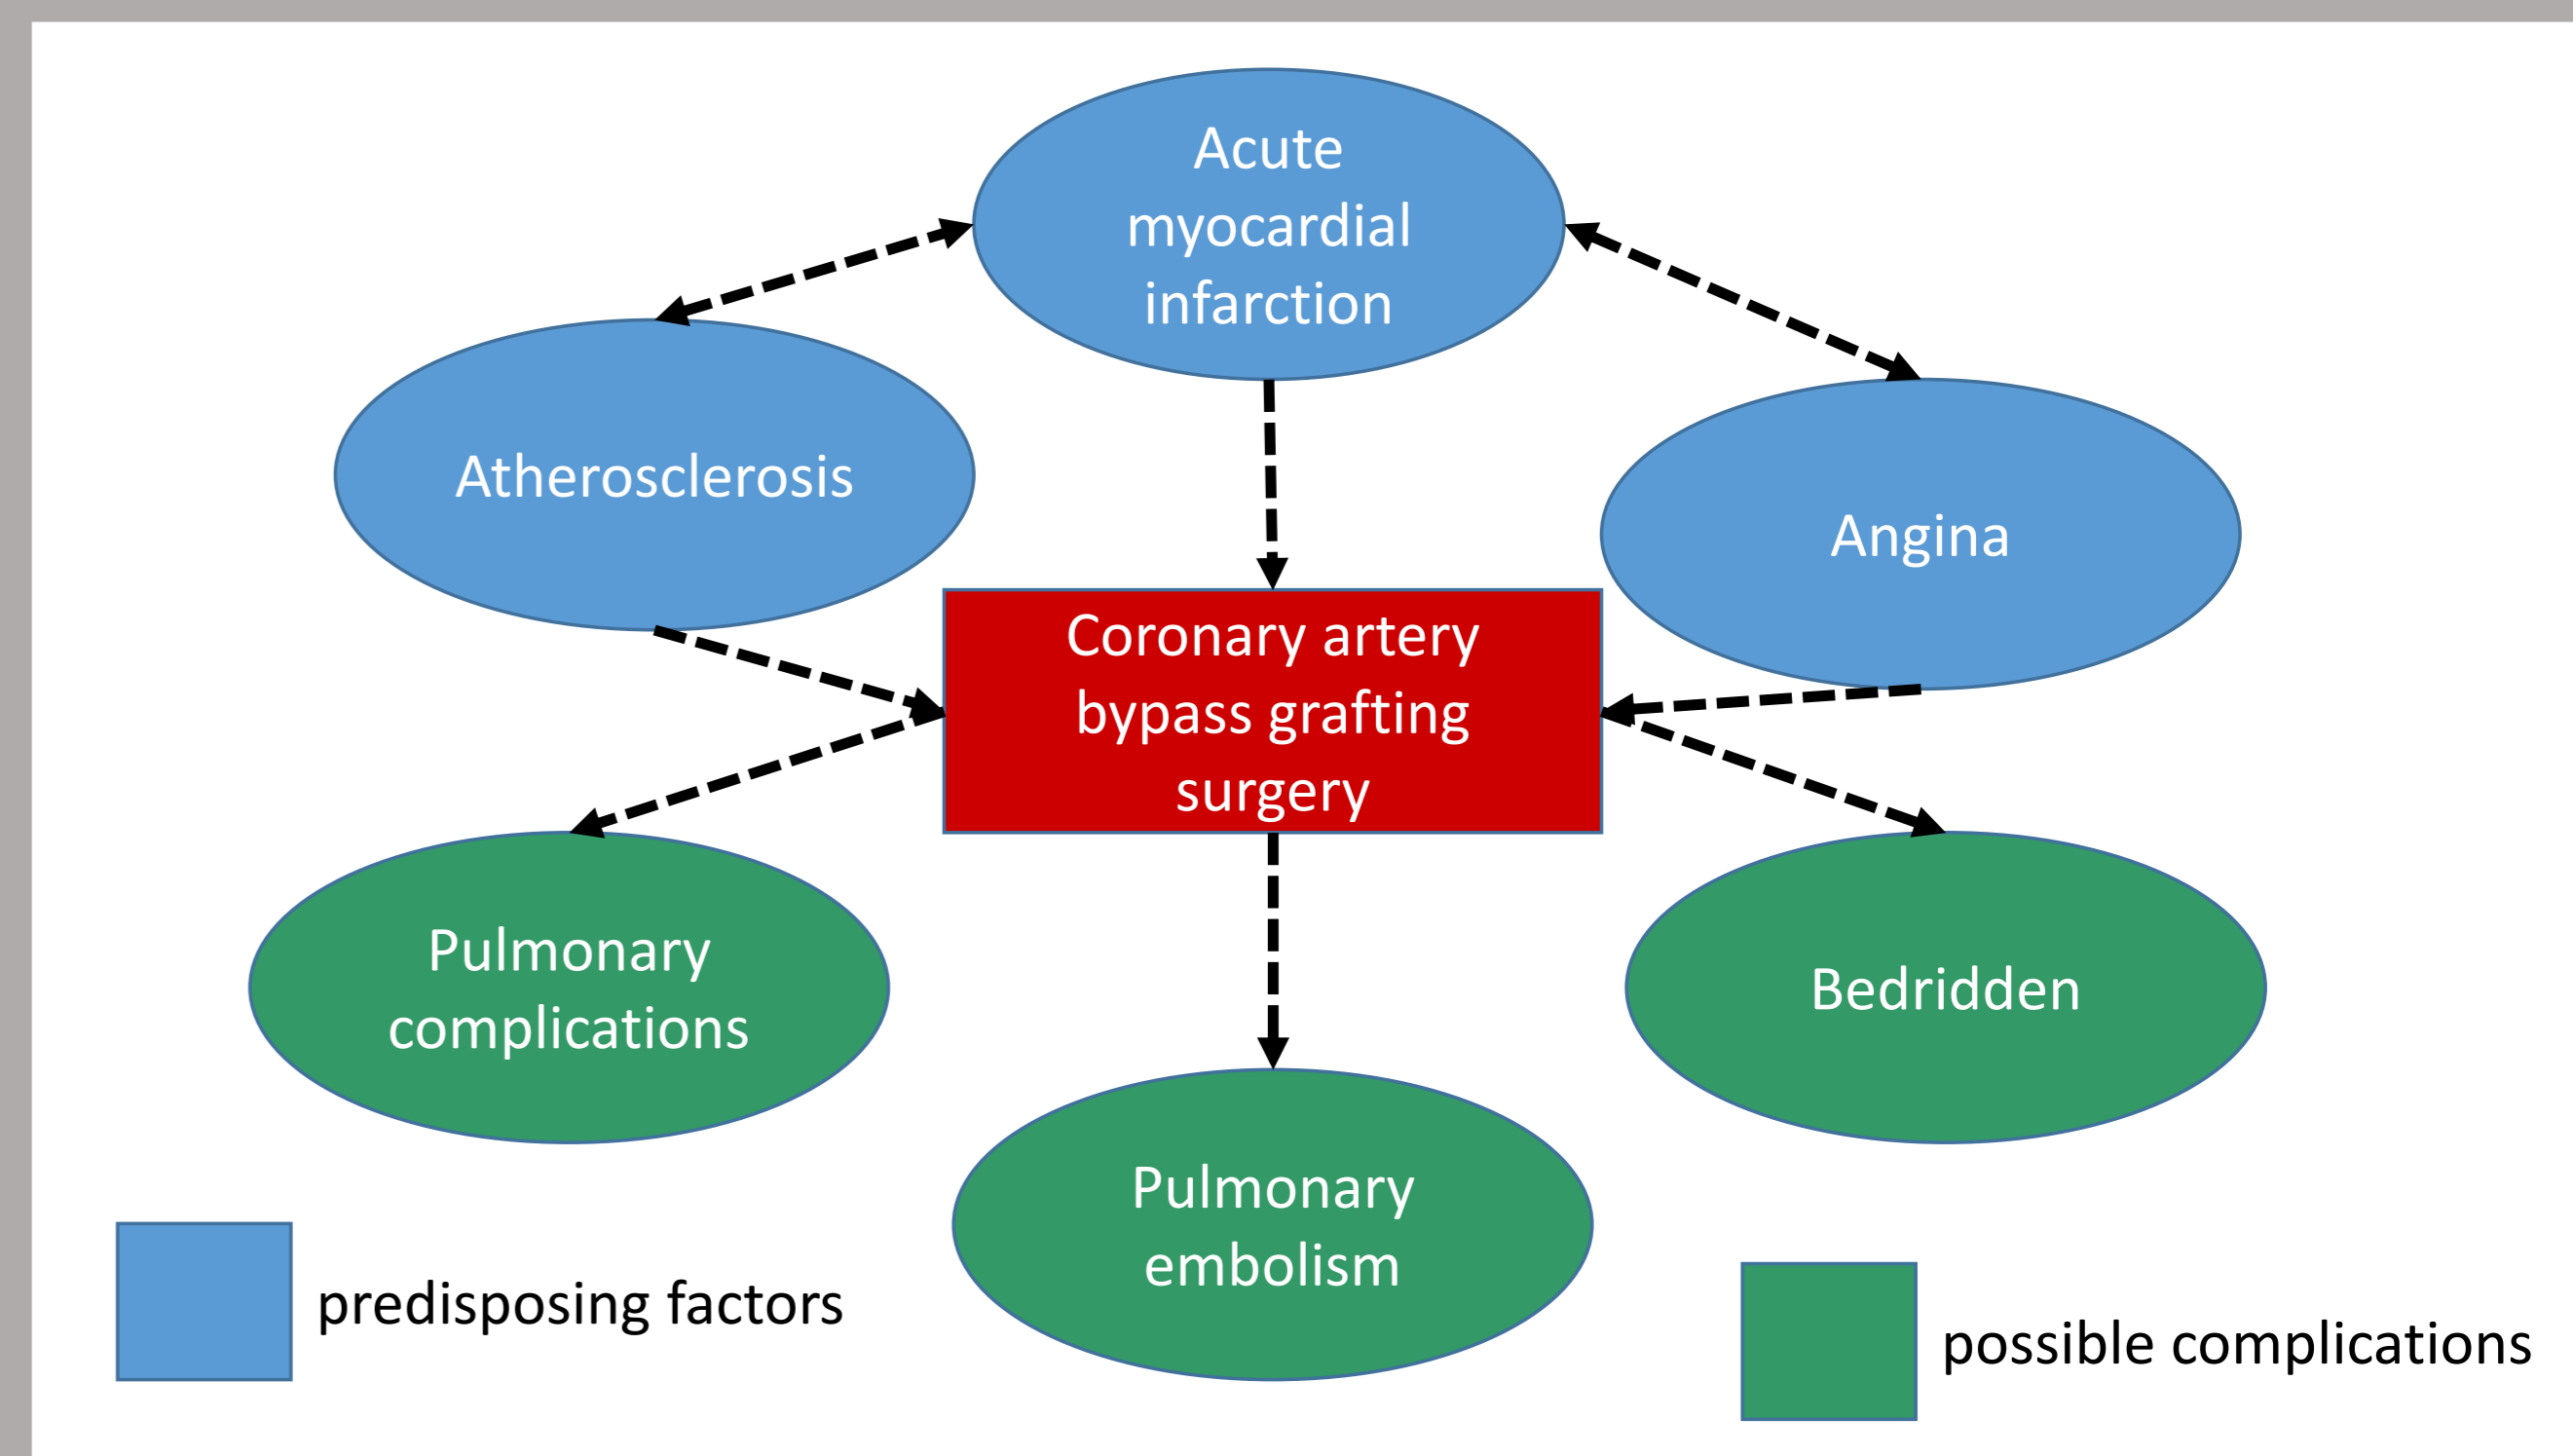 Acute
myocardial
infarction
Atherosclerosis
Angina
Coronary artery
bypass grafting
surgery
Pulmonary
complications
Bedridden
Pulmonary
embolism
predisposing factors
possible complications